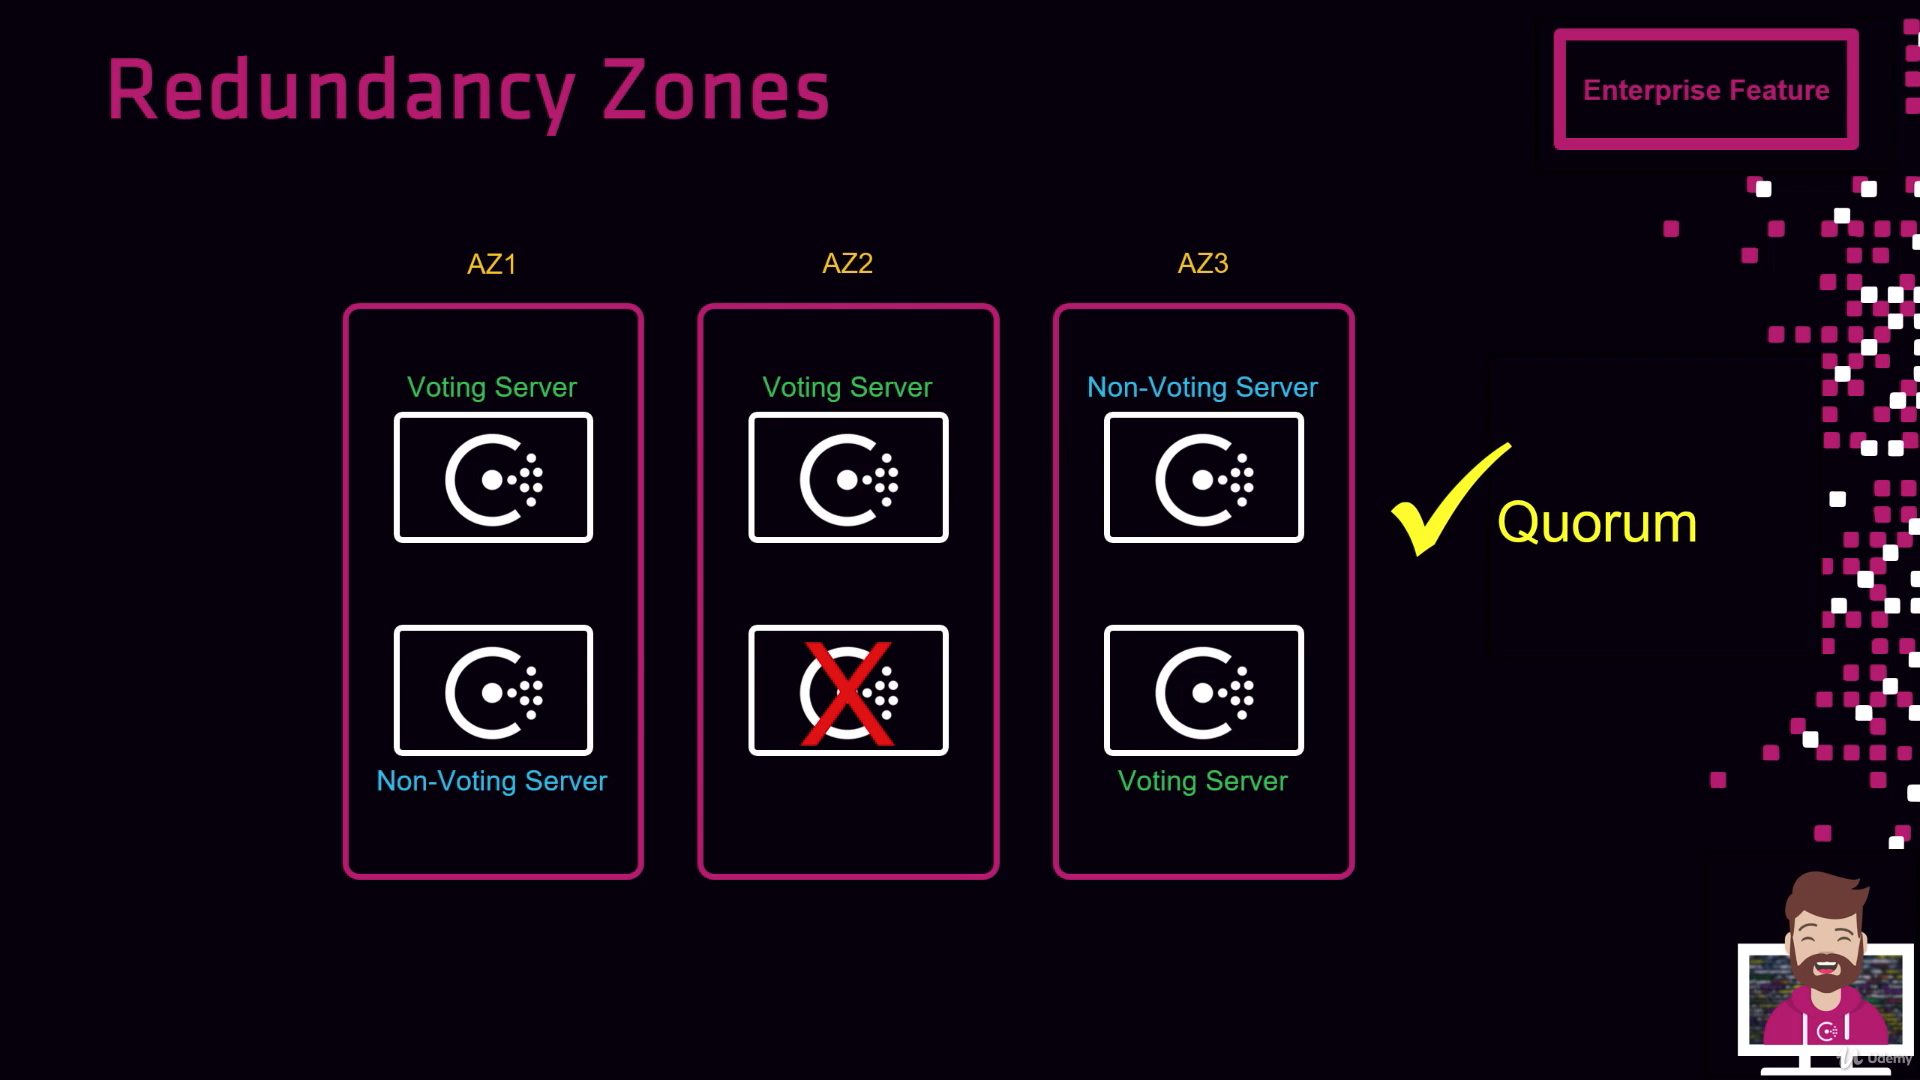 Redundancy Zones
Enterprise Feature
AZ1
AZ2
AZ3
Voting Server
Voting Server
Non-Voting Server
Quorum
Non-Voting Server
Voting Server
Udemy